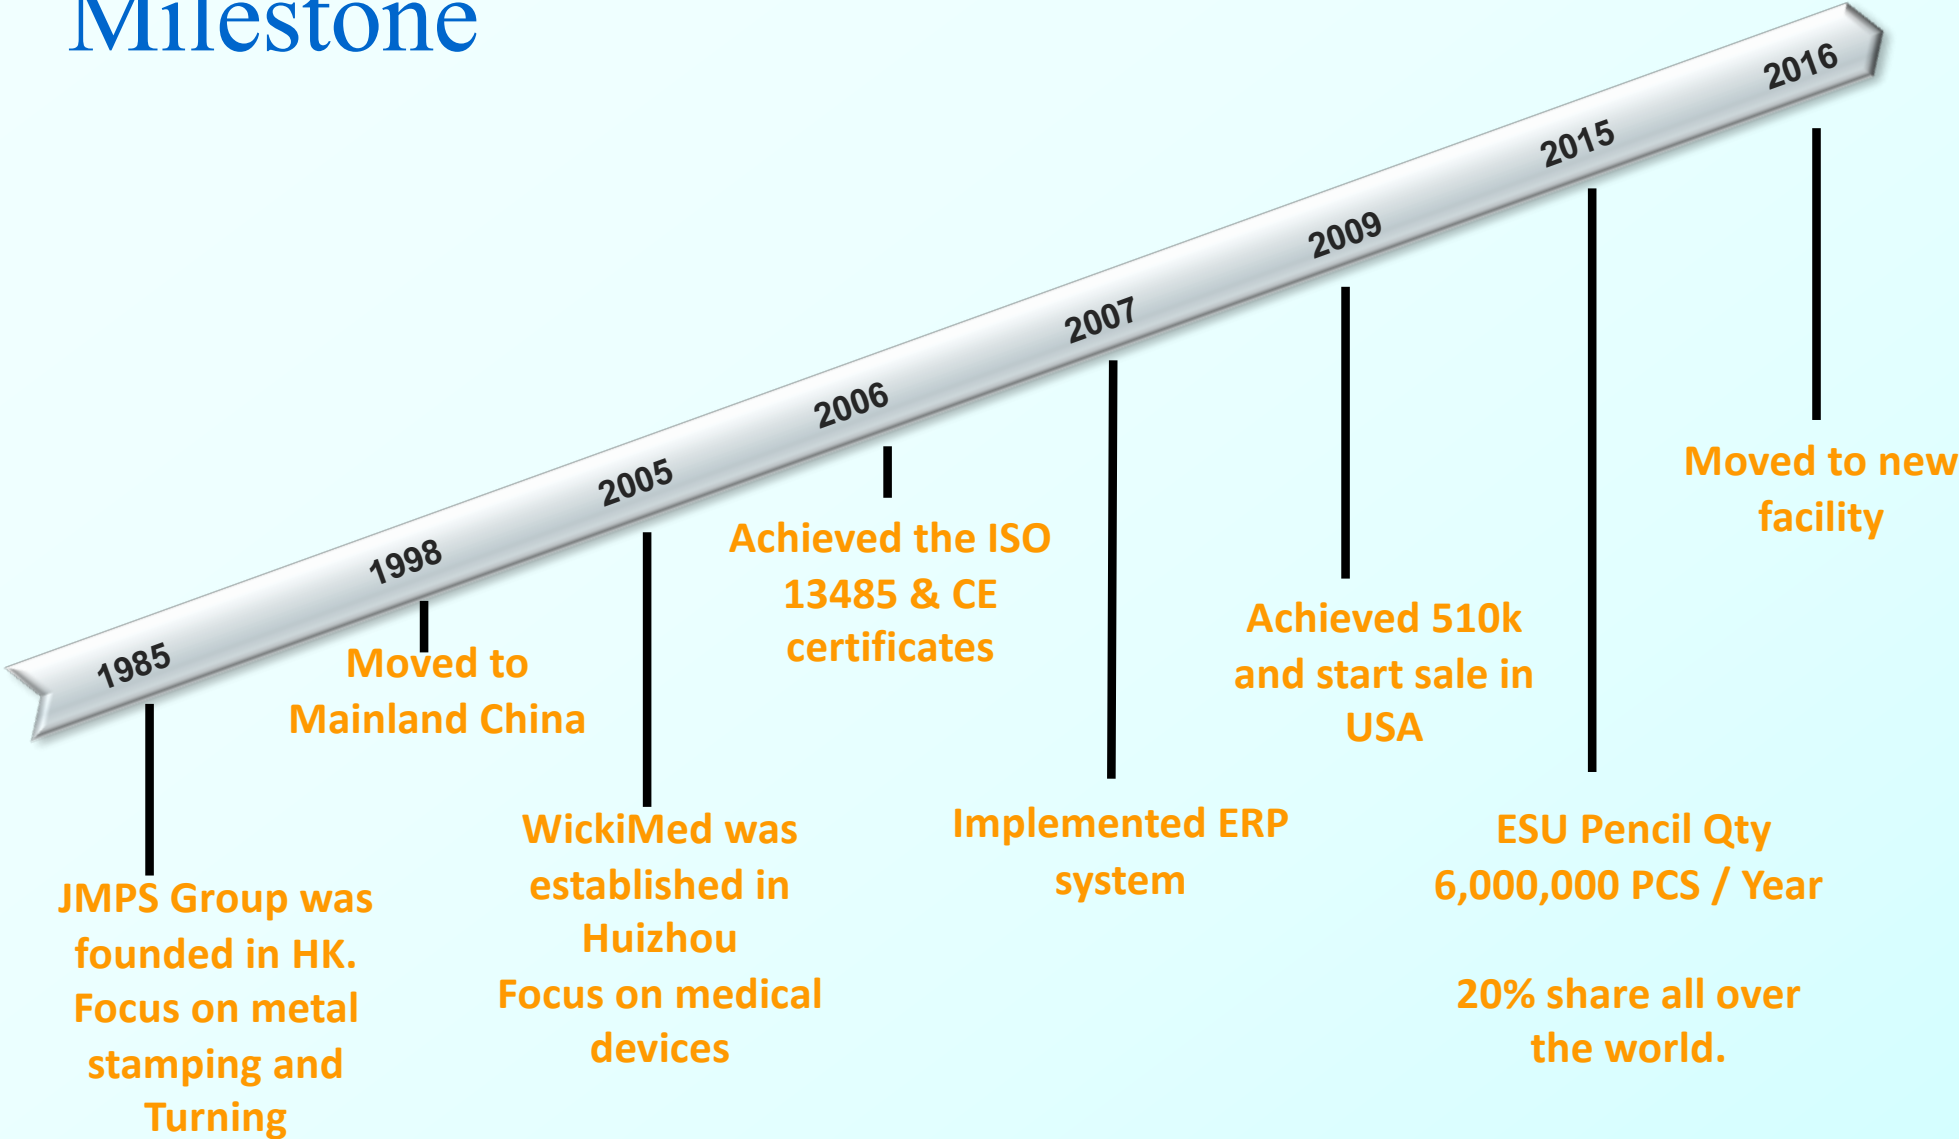 Milestone
1985
1998
2005
2006
2007
2009
2015
2016
JMPS Group was
founded in HK.
Focus on metal
stamping and
Turning
Moved to
Mainland China
WickiMed was
established in
Huizhou
Focus on medical
devices
Achieved the ISO
13485 & CE
certificates
Implemented ERP
system
Achieved 510k
and start sale in
USA
ESU Pencil Qty
6,000,000 PCS / Year
20% share all over
the world.
Moved to new
facility